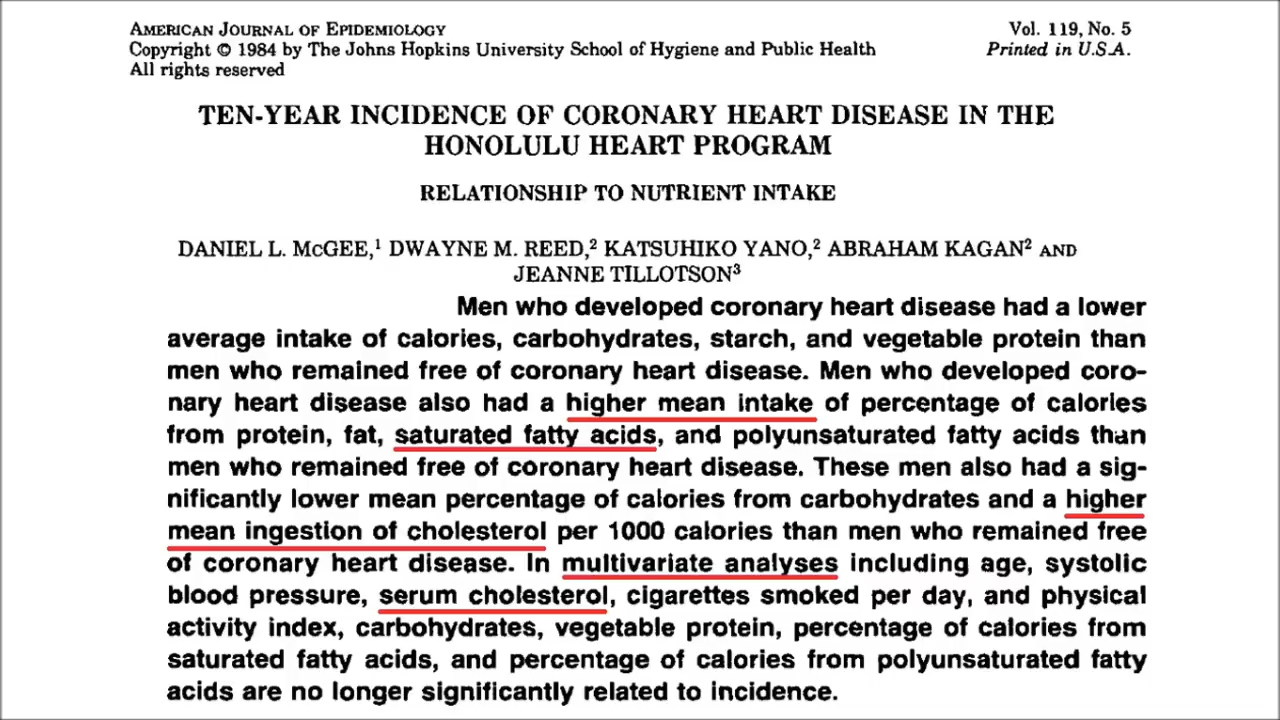 AMERICAN JOURNAL OF EPIDEMIOLOGY
Copyright © 1984 by The Johns Hopkins University School of Hygiene and Public Health
All rights reserved
Vol. 119, No. 5
Printed in U.S.A.
TEN-YEAR INCIDENCE OF CORONARY HEART DISEASE IN THE
HONOLULU HEART PROGRAM
RELATIONSHIP TO NUTRIENT INTAKE
DANIEL L. McGEE,¹ DWAYNE M. REED,² KATSUHIKO YANO,² ABRAHAM KAGAN² AND
JEANNE TILLOTSON³
Men who developed coronary heart disease had a lower
average intake of calories, carbohydrates, starch, and vegetable protein than
men who remained free of coronary heart disease. Men who developed coro-
nary heart disease also had a higher mean intake of percentage of calories
from protein, fat, saturated fatty acids, and polyunsaturated fatty acids than
men who remained free of coronary heart disease. These men also had a sig-
nificantly lower mean percentage of calories from carbohydrates and a higher
mean ingestion of cholesterol per 1000 calories than men who remained free
of coronary heart disease. In multivariate analyses including age, systolic
blood pressure, serum cholesterol, cigarettes smoked per day, and physical
activity index, carbohydrates, vegetable protein, percentage of calories from
saturated fatty acids, and percentage of calories from polyunsaturated fatty
acids are no longer significantly related to incidence.